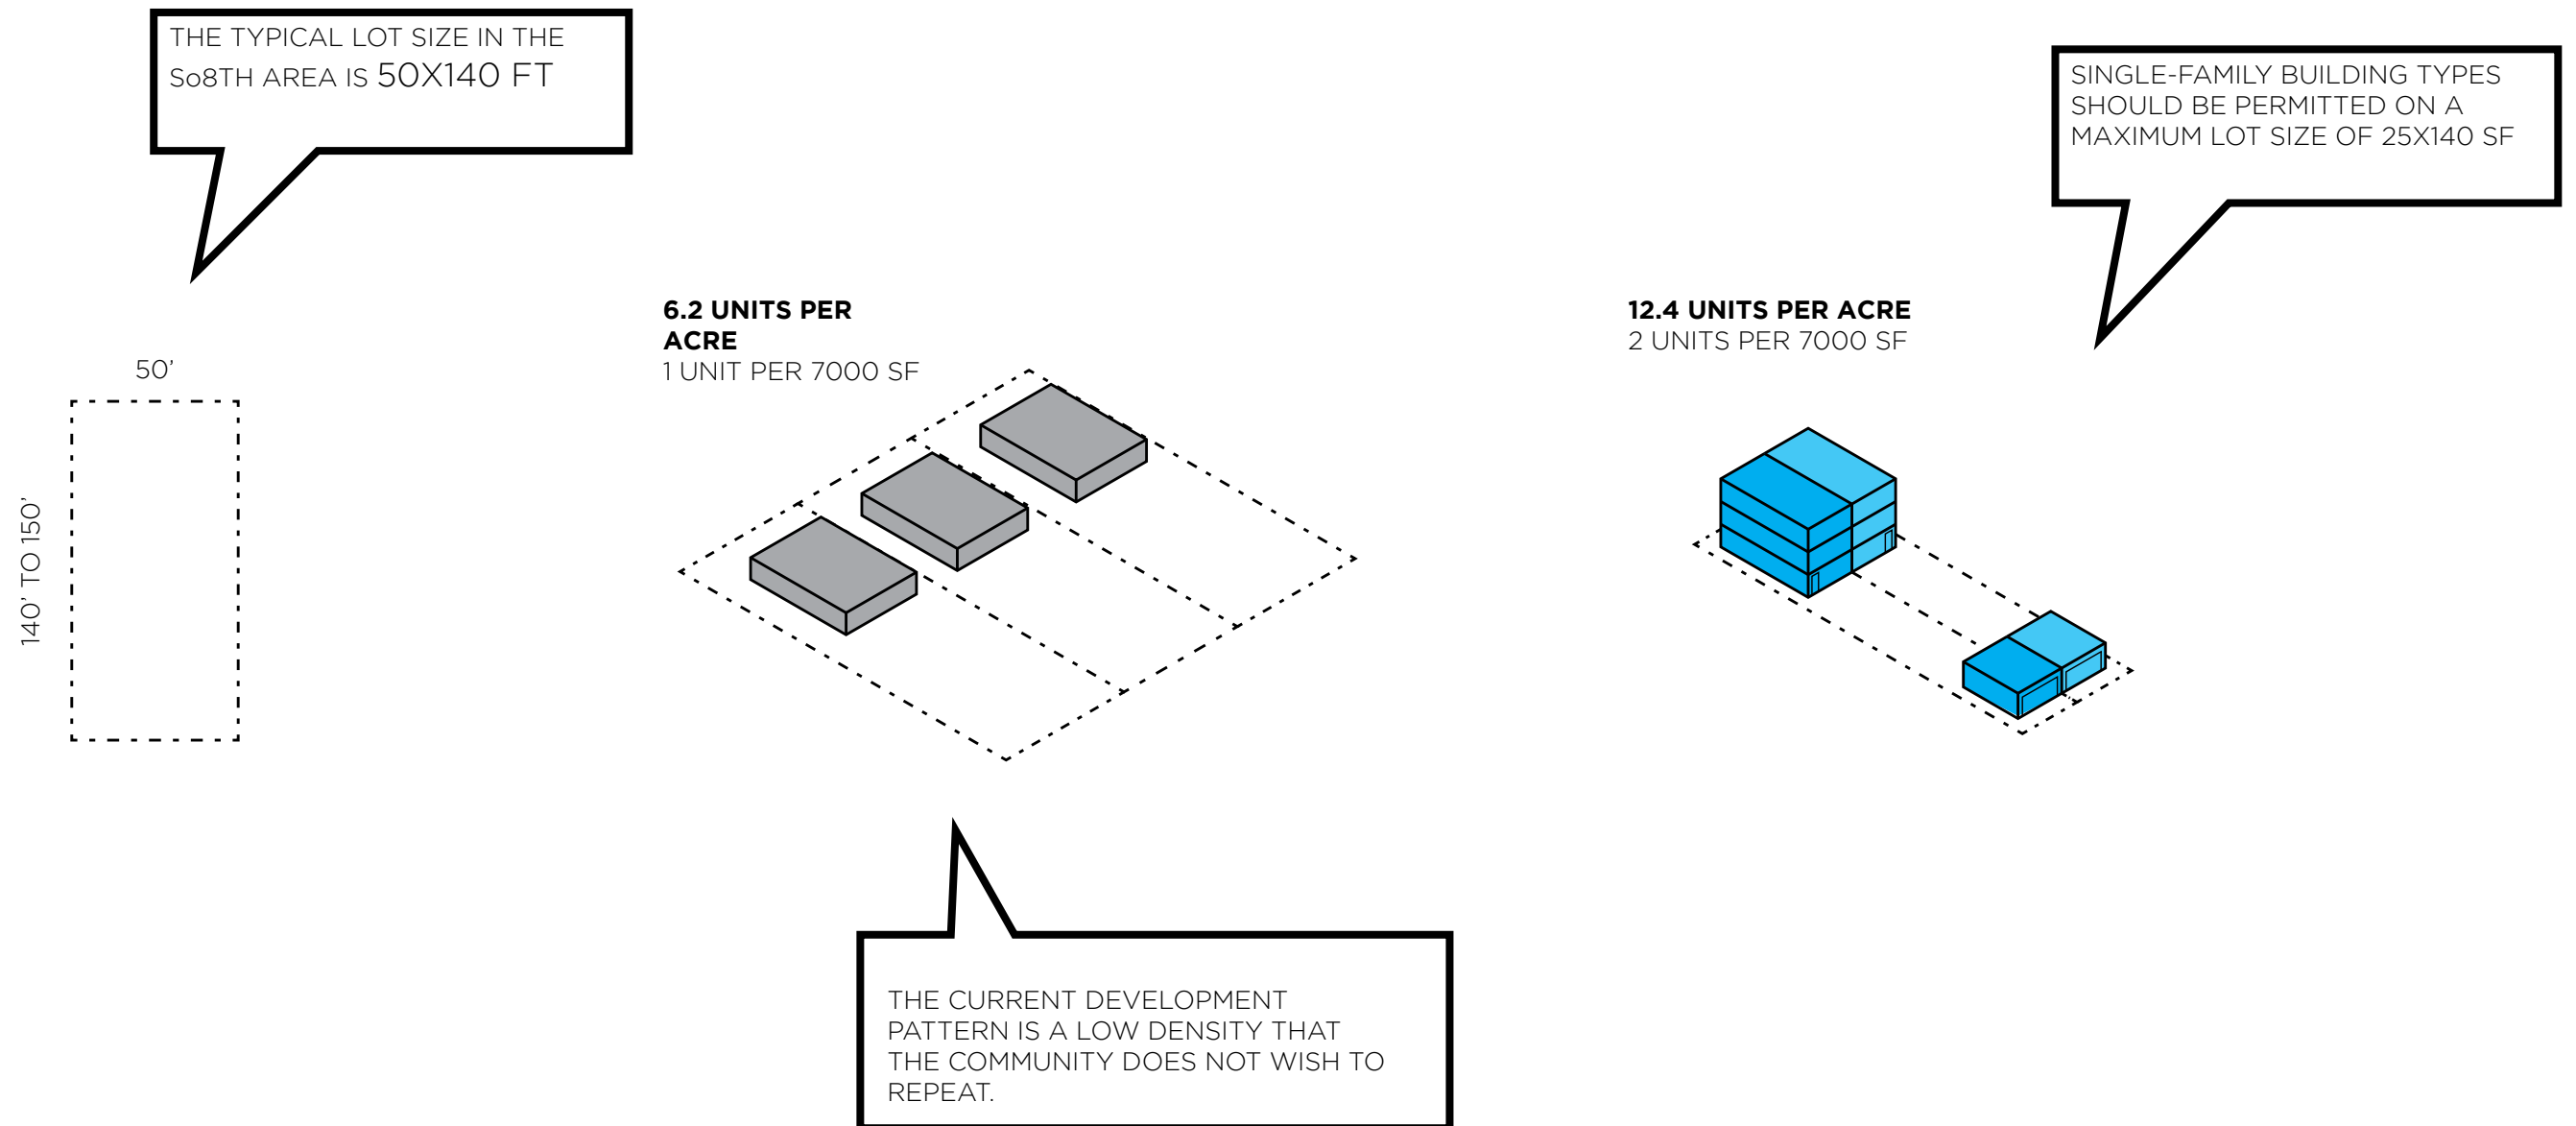 THE TYPICAL LOT SIZE IN THE
So8TH AREA IS 50X140 FT
SINGLE-FAMILY BUILDING TYPES
SHOULD BE PERMITTED ON A
MAXIMUM LOT SIZE OF 25X140 SF
50’
140’ TO 150’
6.2 UNITS PER
ACRE
1 UNIT PER 7000 SF
12.4 UNITS PER ACRE
2 UNITS PER 7000 SF
THE CURRENT DEVELOPMENT
PATTERN IS A LOW DENSITY THAT
THE COMMUNITY DOES NOT WISH TO
REPEAT.